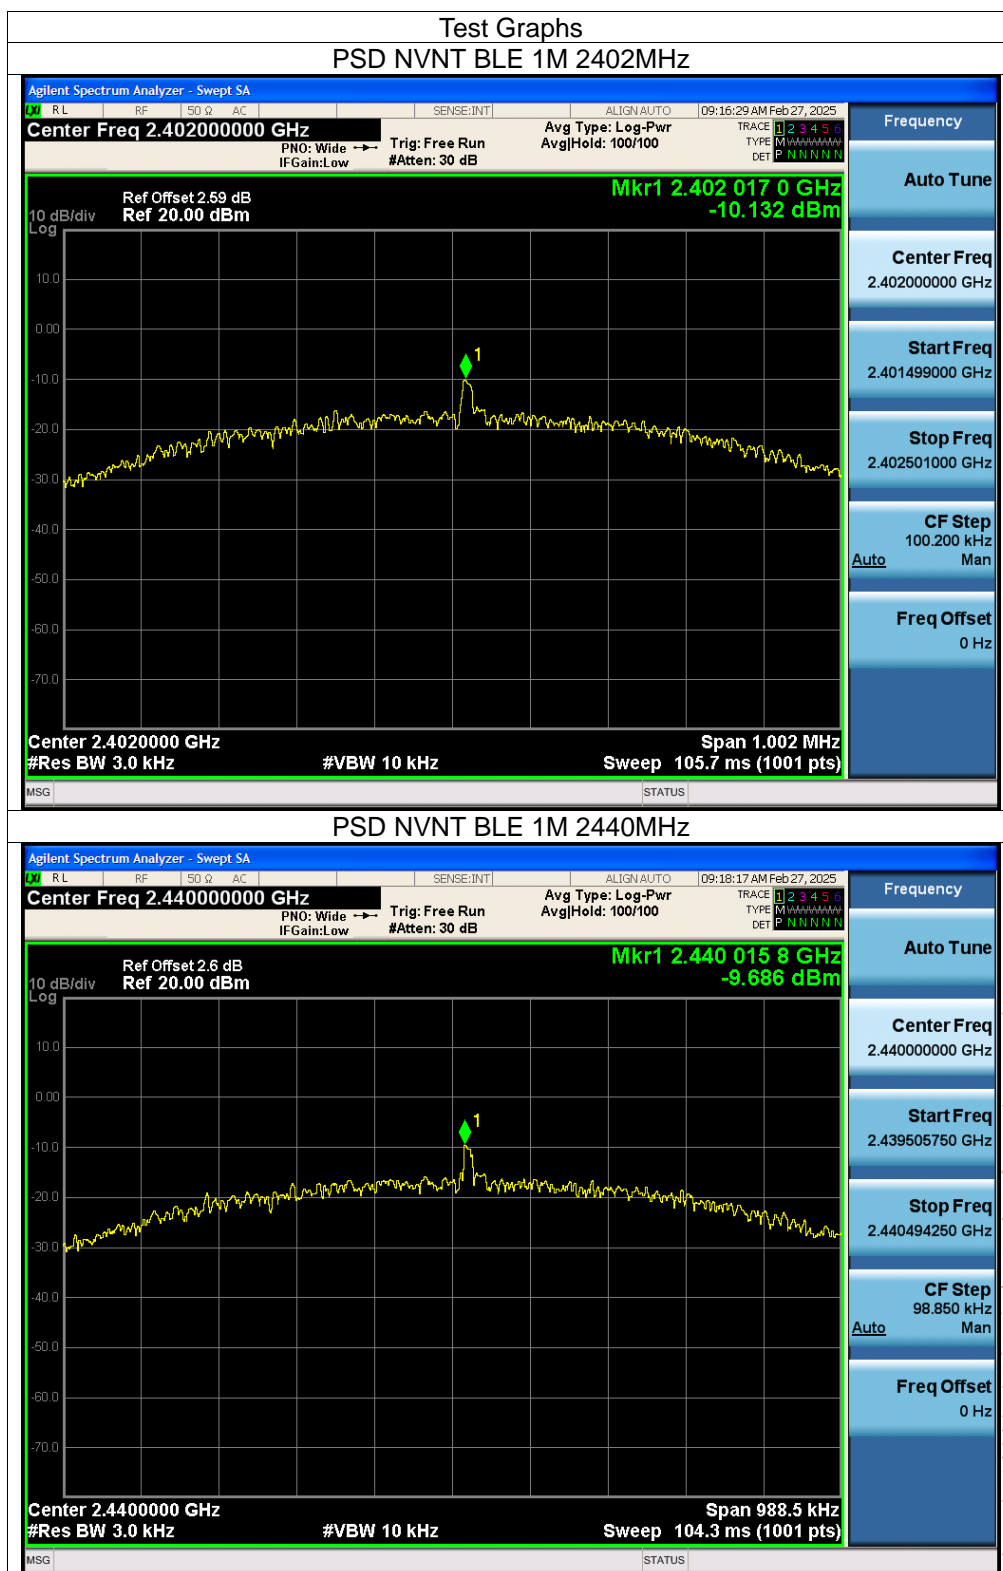 Test Graphs
PSD NVNT BLE 1M 2402MHz
Agilent Spectrum Analyzer - Swept SA
LXI RL RF 50 Ω AC SENSE:INT ALIGN AUTO 09:16:29 AM Feb 27, 2025
Center Freq 2.402000000 GHz
PNO: Wide
IFGain:Low
Trig: Free Run
#Atten: 30 dB
Avg Type: Log-Pwr
Avg|Hold: 100/100
TRACE 1 2 3 4 5 6
TYPE M W W W W W
DET P N N N N N
Frequency
Auto Tune
Center Freq
2.402000000 GHz
Start Freq
2.401499000 GHz
Stop Freq
2.402501000 GHz
CF Step
100.200 kHz
Auto Man
Freq Offset
0 Hz
Mkr1 2.402 017 0 GHz
-10.132 dBm
Ref Offset 2.59 dB
10 dB/div Ref 20.00 dBm
Log
10.0
0.00
1
-10.0
-20.0
-30.0
-40.0
-50.0
-60.0
-70.0
Center 2.4020000 GHz Span 1.002 MHz
#Res BW 3.0 kHz #VBW 10 kHz Sweep 105.7 ms (1001 pts)
MSG STATUS
PSD NVNT BLE 1M 2440MHz
Agilent Spectrum Analyzer - Swept SA
LXI RL RF 50 Ω AC SENSE:INT ALIGN AUTO 09:18:17 AM Feb 27, 2025
Center Freq 2.440000000 GHz
PNO: Wide
IFGain:Low
Trig: Free Run
#Atten: 30 dB
Avg Type: Log-Pwr
Avg|Hold: 100/100
TRACE 1 2 3 4 5 6
TYPE M W W W W W
DET P N N N N N
Frequency
Auto Tune
Center Freq
2.440000000 GHz
Start Freq
2.439505750 GHz
Stop Freq
2.440494250 GHz
CF Step
98.850 kHz
Auto Man
Freq Offset
0 Hz
Mkr1 2.440 015 8 GHz
-9.686 dBm
Ref Offset 2.6 dB
10 dB/div Ref 20.00 dBm
Log
10.0
0.00
1
-10.0
-20.0
-30.0
-40.0
-50.0
-60.0
-70.0
Center 2.4400000 GHz Span 988.5 kHz
#Res BW 3.0 kHz #VBW 10 kHz Sweep 104.3 ms (1001 pts)
MSG STATUS